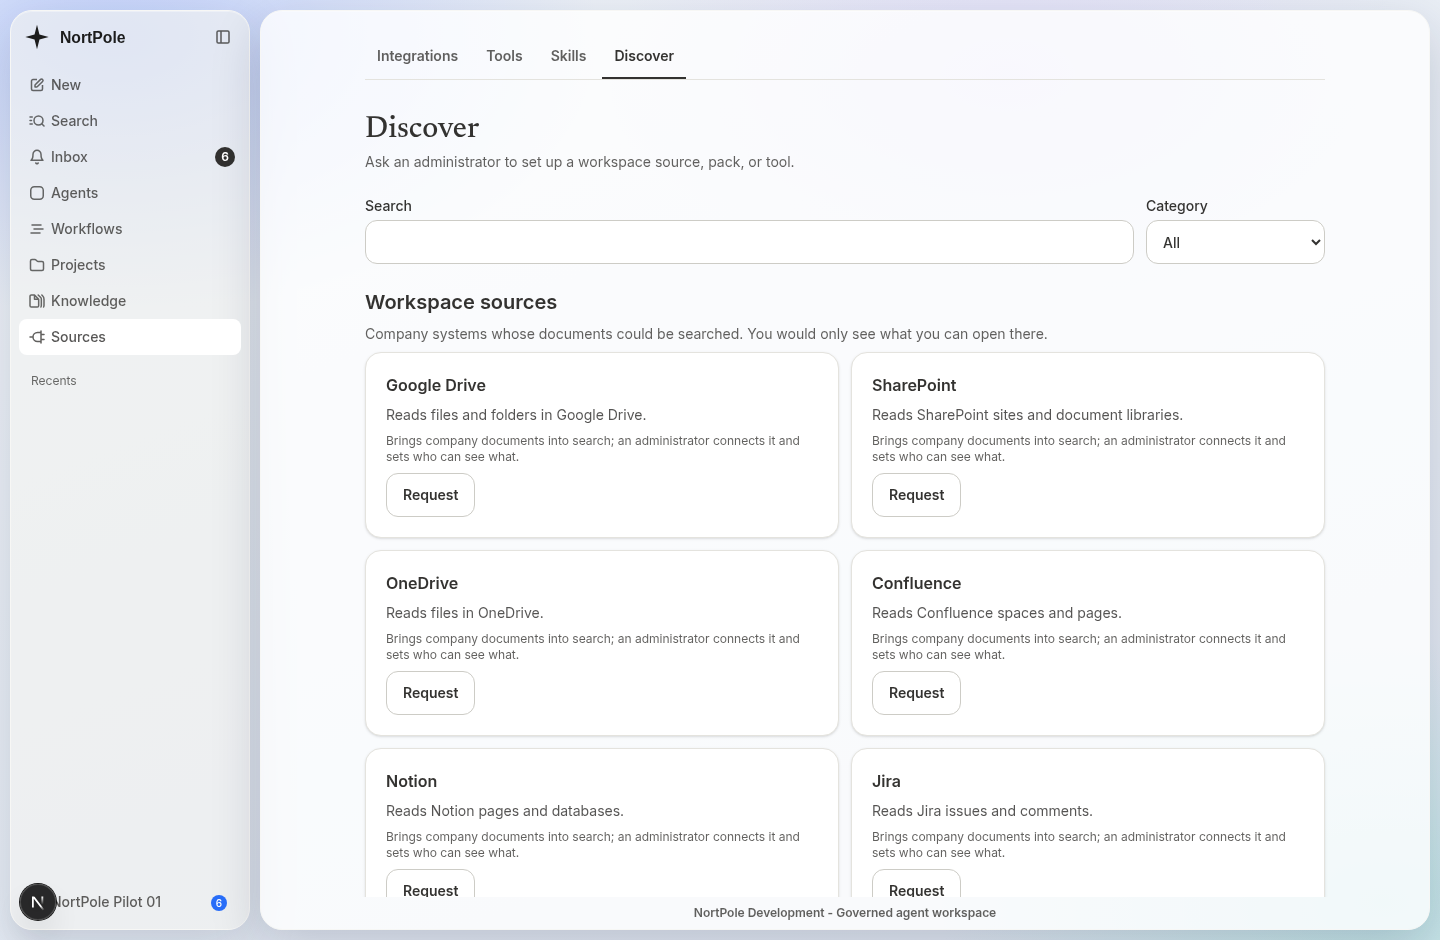 NortPole
New
Search
Inbox
6
Agents
Workflows
Projects
Knowledge
Sources
Recents
N
NortPole Pilot 01
6
Integrations
Tools
Skills
Discover
Discover
Ask an administrator to set up a workspace source, pack, or tool.
Search
Category
All
Workspace sources
Company systems whose documents could be searched. You would only see what you can open there.
Google Drive
Reads files and folders in Google Drive.
Brings company documents into search; an administrator connects it and
sets who can see what.
Request
SharePoint
Reads SharePoint sites and document libraries.
Brings company documents into search; an administrator connects it and
sets who can see what.
Request
OneDrive
Reads files in OneDrive.
Brings company documents into search; an administrator connects it and
sets who can see what.
Request
Confluence
Reads Confluence spaces and pages.
Brings company documents into search; an administrator connects it and
sets who can see what.
Request
Notion
Reads Notion pages and databases.
Brings company documents into search; an administrator connects it and
sets who can see what.
Request
Jira
Reads Jira issues and comments.
Brings company documents into search; an administrator connects it and
sets who can see what.
Request
NortPole Development - Governed agent workspace